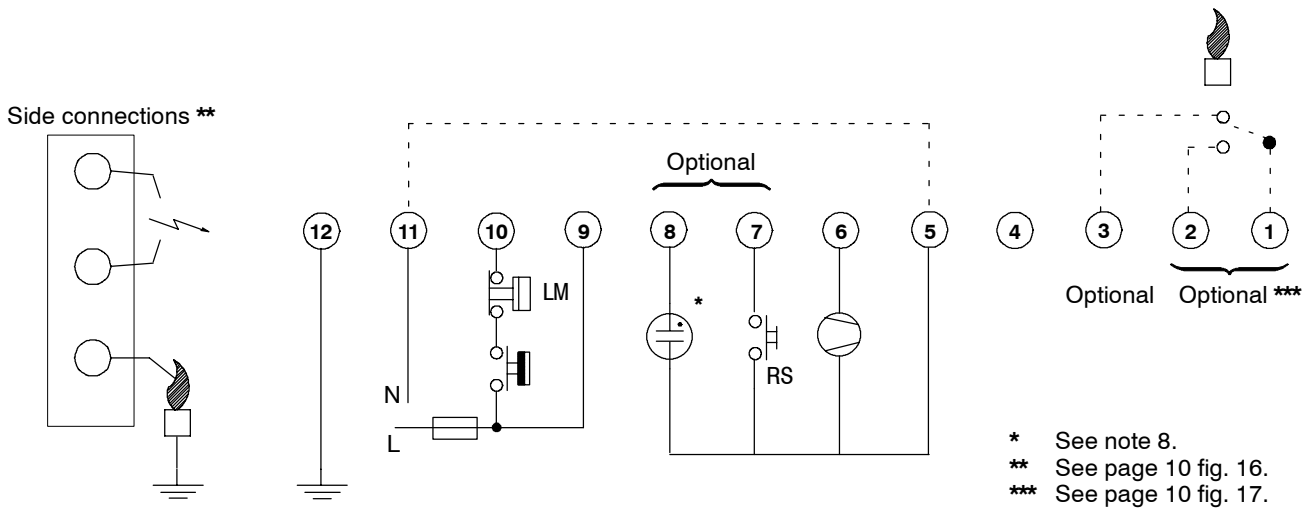 Side connections **
Optional
12 11 10 9 8 7 6 5 4 3 2 1
LM
*
Optional Optional ***
RS
N
L
* See note 8.
** See page 10 fig. 16.
*** See page 10 fig. 17.